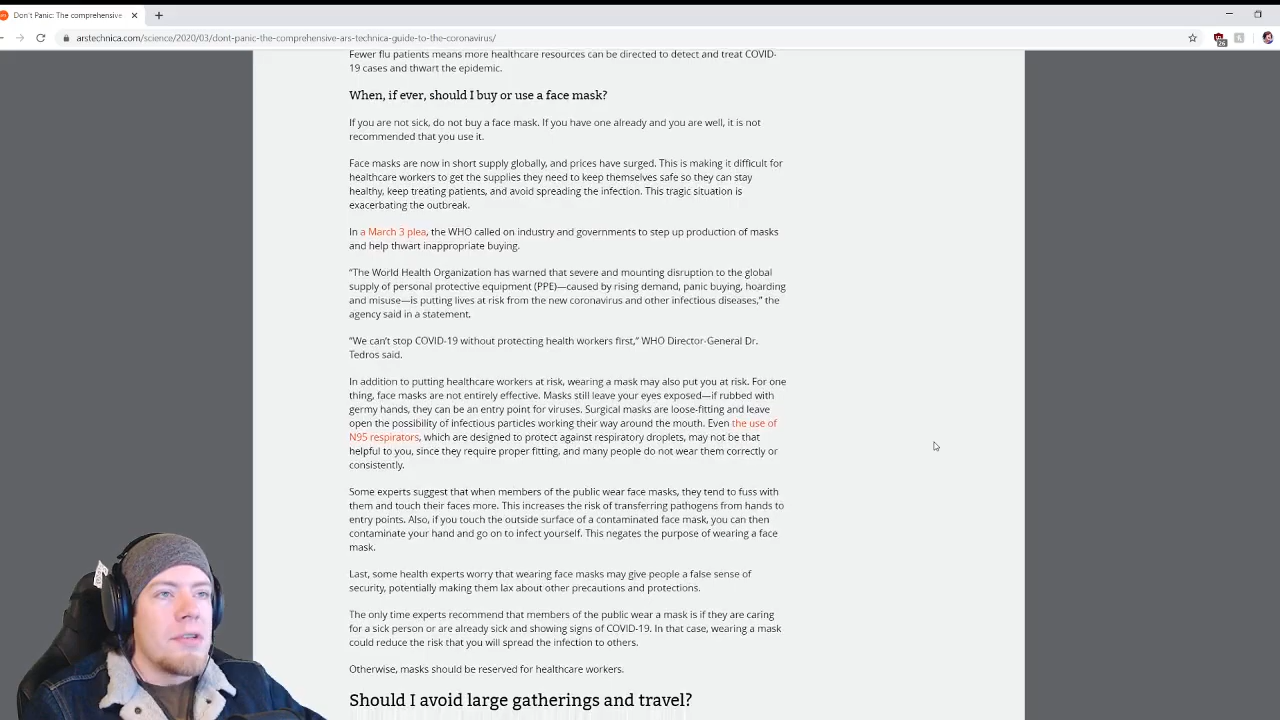 Don't Panic: The comprehensive
arstechnica.com/science/2020/03/dont-panic-the-comprehensive-ars-technica-guide-to-the-coronavirus/
26
Fewer flu patients means more healthcare resources can be directed to detect and treat COVID-
19 cases and thwart the epidemic.
When, if ever, should I buy or use a face mask?
If you are not sick, do not buy a face mask. If you have one already and you are well, it is not
recommended that you use it.
Face masks are now in short supply globally, and prices have surged. This is making it difficult for
healthcare workers to get the supplies they need to keep themselves safe so they can stay
healthy, keep treating patients, and avoid spreading the infection. This tragic situation is
exacerbating the outbreak.
In a March 3 plea, the WHO called on industry and governments to step up production of masks
and help thwart inappropriate buying.
“The World Health Organization has warned that severe and mounting disruption to the global
supply of personal protective equipment (PPE)—caused by rising demand, panic buying, hoarding
and misuse—is putting lives at risk from the new coronavirus and other infectious diseases,” the
agency said in a statement.
“We can’t stop COVID-19 without protecting health workers first,” WHO Director-General Dr.
Tedros said.
In addition to putting healthcare workers at risk, wearing a mask may also put you at risk. For one
thing, face masks are not entirely effective. Masks still leave your eyes exposed—if rubbed with
germy hands, they can be an entry point for viruses. Surgical masks are loose-fitting and leave
open the possibility of infectious particles working their way around the mouth. Even the use of
N95 respirators, which are designed to protect against respiratory droplets, may not be that
helpful to you, since they require proper fitting, and many people do not wear them correctly or
consistently.
Some experts suggest that when members of the public wear face masks, they tend to fuss with
them and touch their faces more. This increases the risk of transferring pathogens from hands to
entry points. Also, if you touch the outside surface of a contaminated face mask, you can then
contaminate your hand and go on to infect yourself. This negates the purpose of wearing a face
mask.
Last, some health experts worry that wearing face masks may give people a false sense of
security, potentially making them lax about other precautions and protections.
The only time experts recommend that members of the public wear a mask is if they are caring
for a sick person or are already sick and showing signs of COVID-19. In that case, wearing a mask
could reduce the risk that you will spread the infection to others.
Otherwise, masks should be reserved for healthcare workers.
Should I avoid large gatherings and travel?